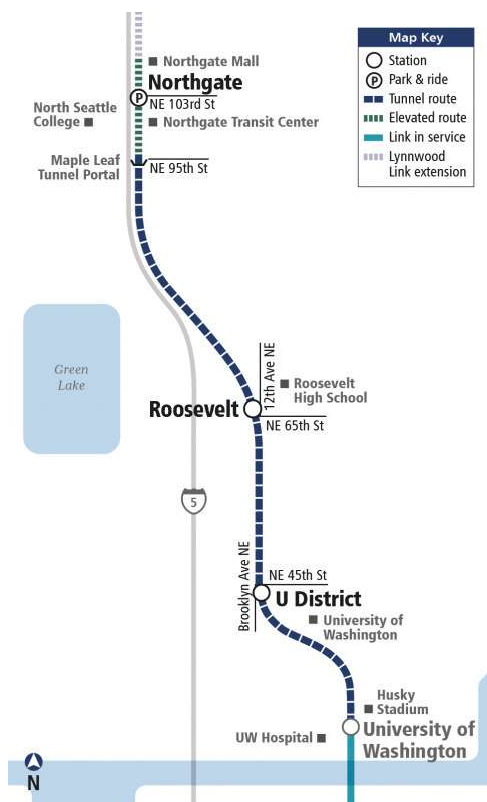 Map Key
Station
P Park & ride
Tunnel route
Elevated route
Link in service
Lynnwood
Link extension
Northgate Mall
Northgate
P
NE 103rd St
North Seattle
College
Northgate Transit Center
Maple Leaf
Tunnel Portal
NE 95th St
Green
Lake
12th Ave NE
Roosevelt
High School
Roosevelt
NE 65th St
5
Brooklyn Ave NE
NE 45th St
U District
University of
Washington
Husky
Stadium
UW Hospital
University of
Washington
N